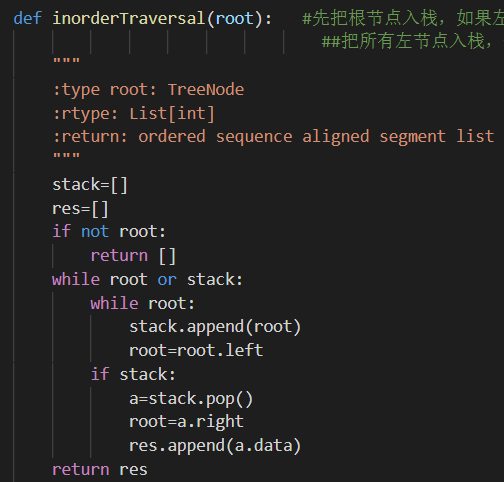 def inorderTraversal(root):   #先把根节点入栈，如果左
##把所有左节点入栈，
"""
:type root: TreeNode
:rtype: List[int]
:return: ordered sequence aligned segment list
"""
stack=[]
res=[]
if not root:
return []
while root or stack:
while root:
stack.append(root)
root=root.left
if stack:
a=stack.pop()
root=a.right
res.append(a.data)
return res